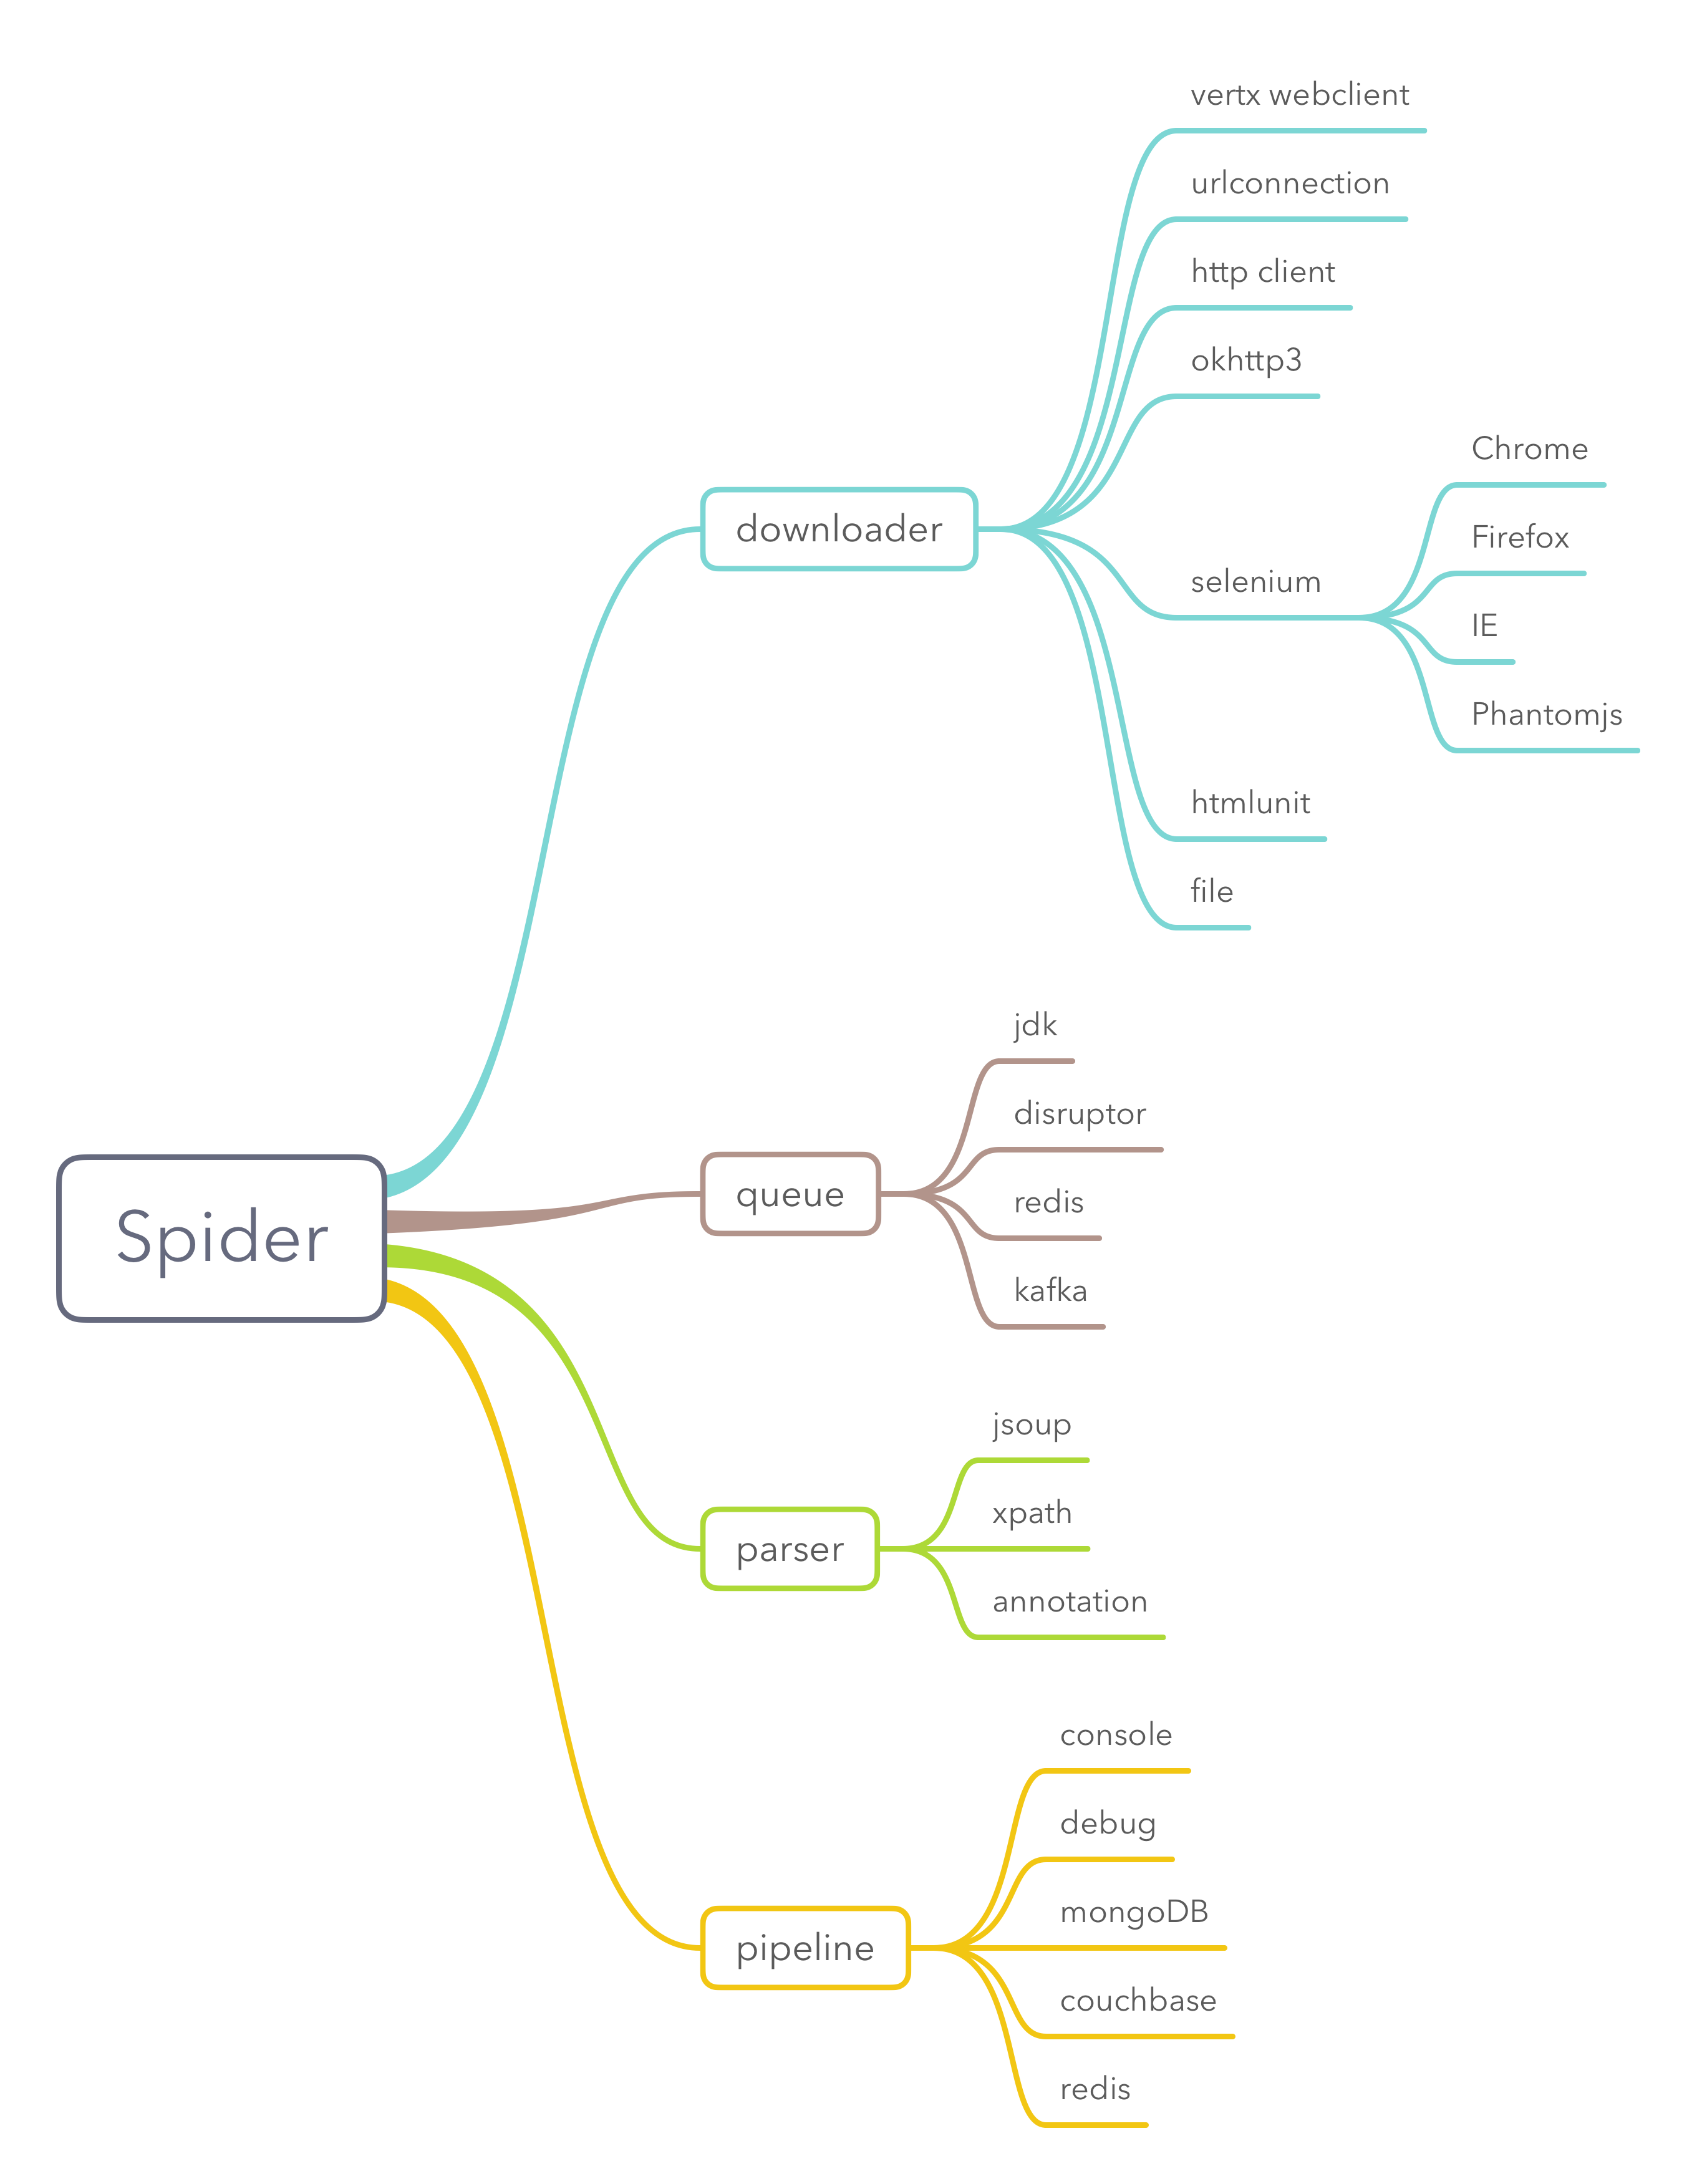 Spider
downloader
vertx webclient
urlconnection
http client
okhttp3
selenium
Chrome
Firefox
IE
Phantomjs
htmlunit
file
queue
jdk
disruptor
redis
kafka
parser
jsoup
xpath
annotation
pipeline
console
debug
mongoDB
couchbase
redis